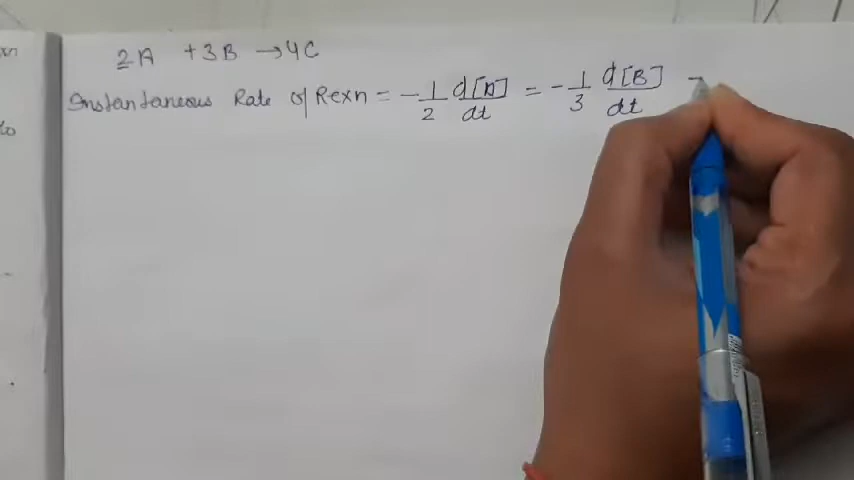 2A + 3B → 4C
Instantaneous Rate of Rexn = - 1/2 d[A]/dt = - 1/3 d[B]/dt -